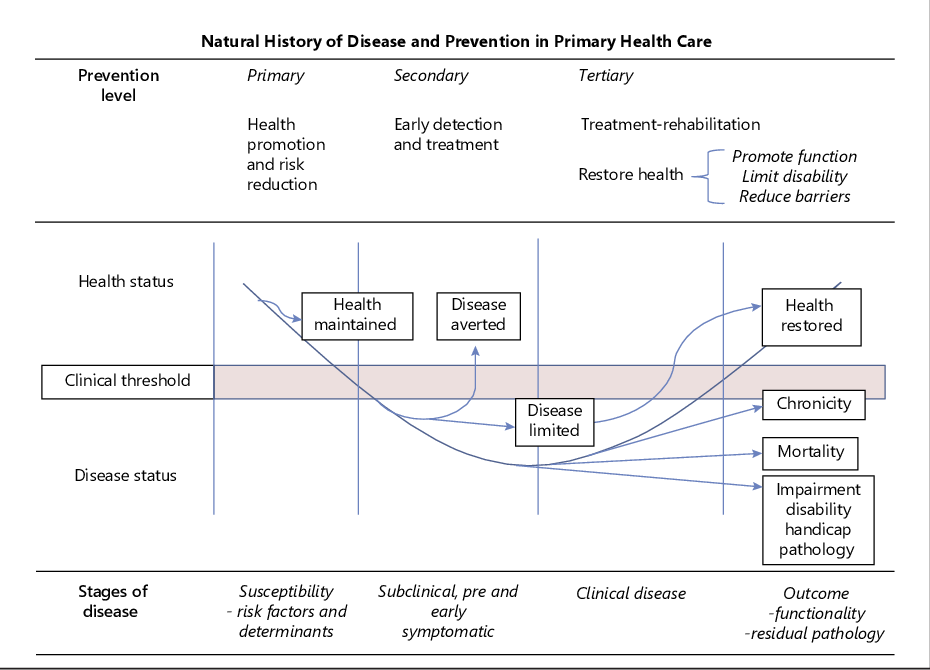 Natural History of Disease and Prevention in Primary Health Care
Prevention
level
Primary
Secondary
Tertiary
Health
promotion
and risk
reduction
Early detection
and treatment
Treatment-rehabilitation
Restore health
Promote function
Limit disability
Reduce barriers
Health status
Health
maintained
Disease
averted
Health
restored
Clinical threshold
Disease
limited
Chronicity
Mortality
Disease status
Impairment
disability
handicap
pathology
Stages of
disease
Susceptibility
- risk factors and
determinants
Subclinical, pre and
early
symptomatic
Clinical disease
Outcome
-functionality
-residual pathology